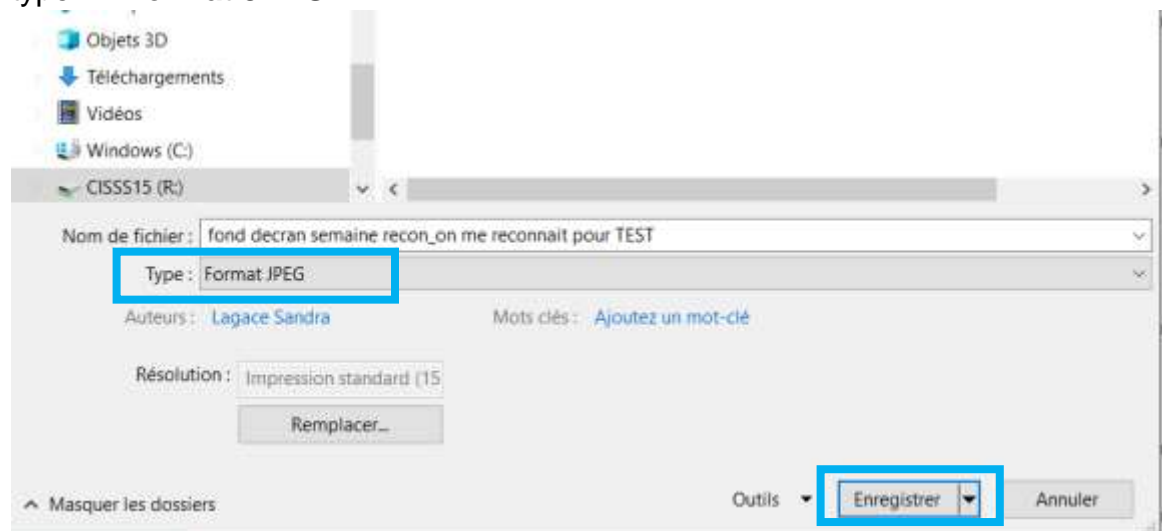 Objets 3D
Téléchargements
Vidéos
Windows (C:)
CISSS15 (R:)
Nom de fichier : fond decran semaine recon_on me reconnait pour TEST
Type : Format JPEG
Auteurs : Lagace Sandra Mots clés : Ajoutez un mot-clé
Résolution : Impression standard (15
Remplacer...
Masquer les dossiers Outils Enregistrer Annuler